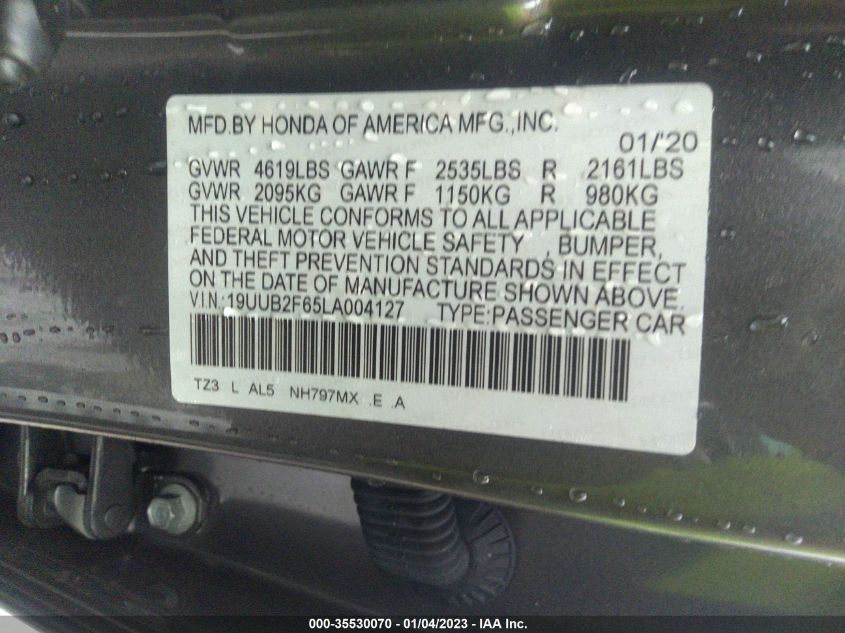 MFD.BY HONDA OF AMERICA MFG.,INC.
01/'20
GVWR 4619LBS GAWR F 2535LBS R 2161LBS
GVWR 2095KG GAWR F 1150KG R 980KG
THIS VEHICLE CONFORMS TO ALL APPLICABLE
FEDERAL MOTOR VEHICLE SAFETY , BUMPER,
AND THEFT PREVENTION STANDARDS IN EFFECT
ON THE DATE OF MANUFACTURE SHOWN ABOVE.
VIN:19UUB2F65LA004127 TYPE:PASSENGER CAR
TZ3 L AL5 NH797MX .E .A
000-35530070 - 01/04/2023 - IAA Inc.